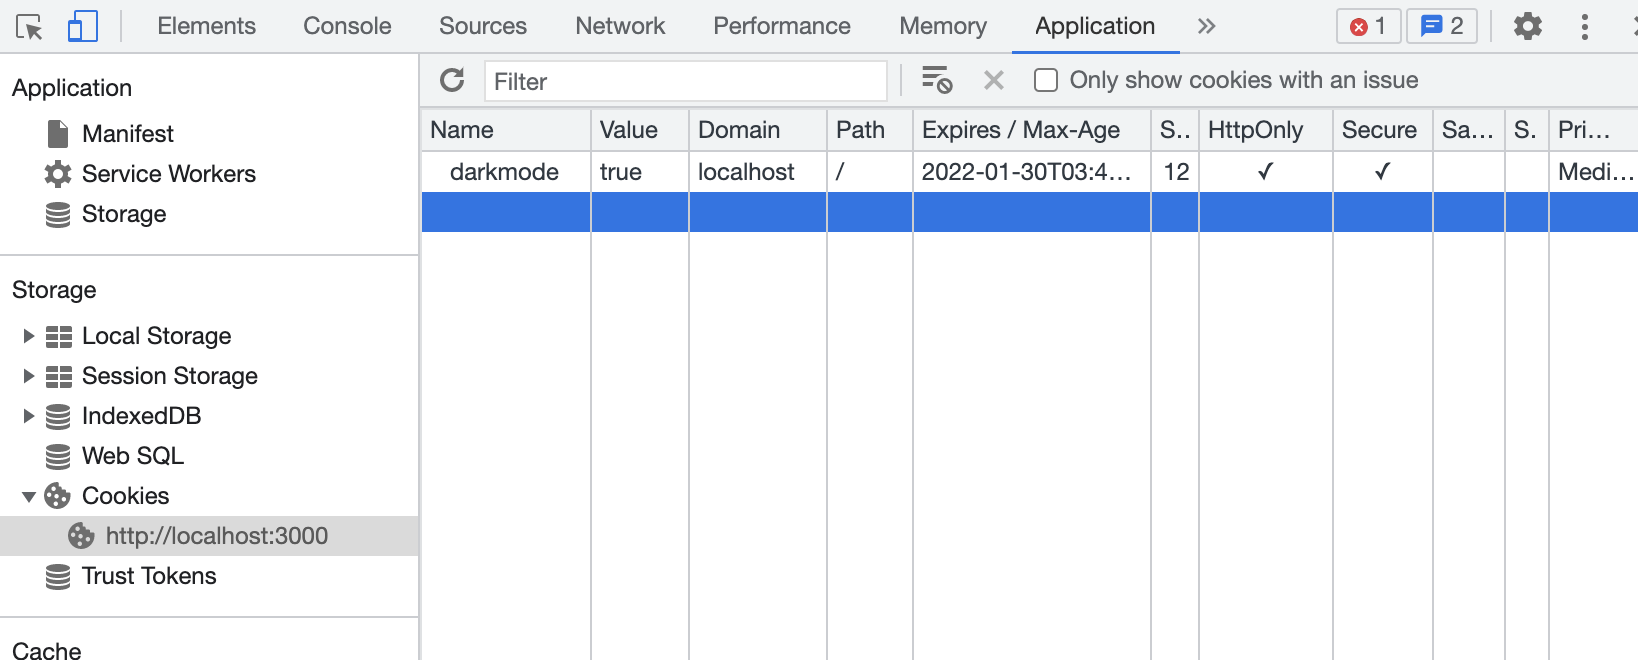 Elements Console Sources Network Performance Memory Application 1 2
Application
Manifest
Service Workers
Storage
Storage
Local Storage
Session Storage
IndexedDB
Web SQL
Cookies
http://localhost:3000
Trust Tokens
Cache
Filter Only show cookies with an issue
Name Value Domain Path Expires / Max-Age S.. HttpOnly Secure Sa... S. Pri...
darkmode true localhost / 2022-01-30T03:4... 12 ✓ ✓ Medi...